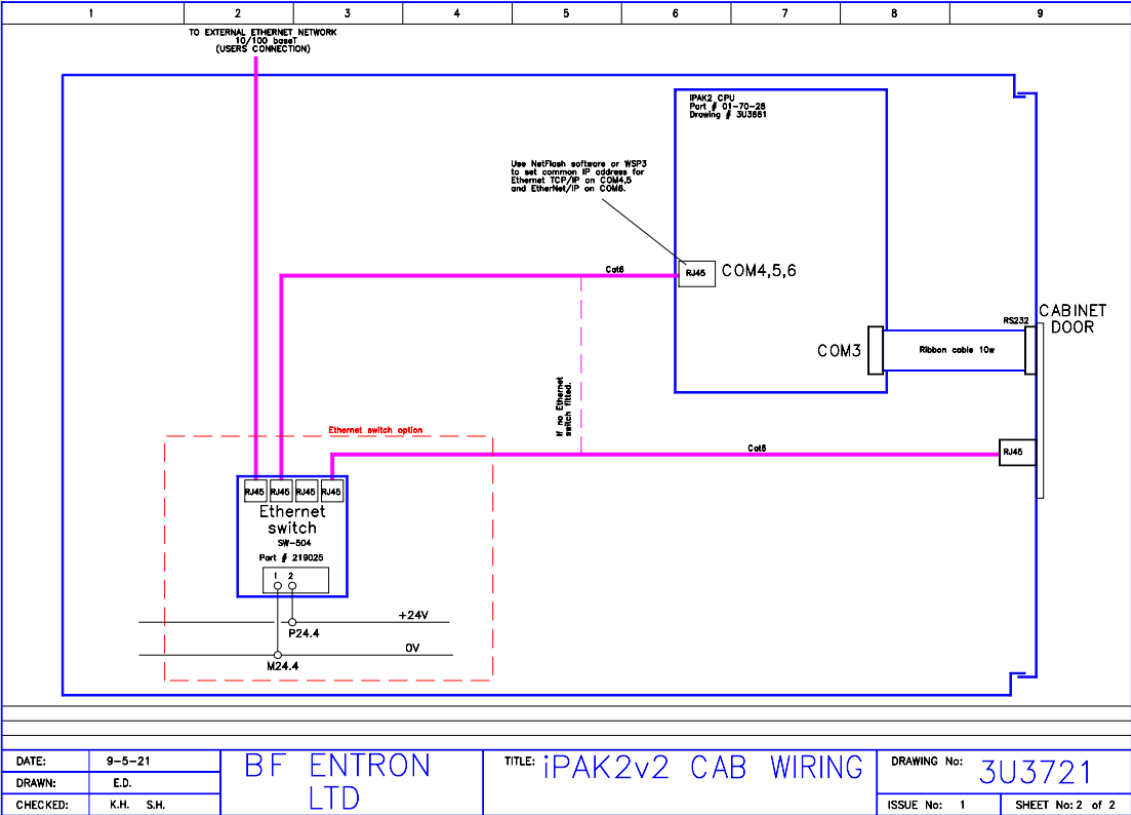 1 2 3 4 5 6 7 8 9
TO EXTERNAL ETHERNET NETWORK
10/100 baseT
(USERS CONNECTION)
IPAK2 CPU
Part # 01-70-28
Drawing # 3U3661
Use NetFlash software or WSP3
to set common IP address for
Ethernet TCP/IP on COM4,5
and EtherNet/IP on COM6.
Cat6
RJ45
COM4,5,6
CABINET
DOOR
RS232
COM3
Ribbon cable 10w
If no Ethernet
switch fitted.
Ethernet switch option
Cat6
RJ45
RJ45 RJ45 RJ45 RJ45
Ethernet
switch
SW-504
Part # 219025
1 2
+24V
P24.4
0V
M24.4
DATE: 9-5-21
DRAWN: E.D.
CHECKED: K.H. S.H.
BF ENTRON
LTD
TITLE: iPAK2v2 CAB WIRING
DRAWING No: 3U3721
ISSUE No: 1
SHEET No: 2 of 2